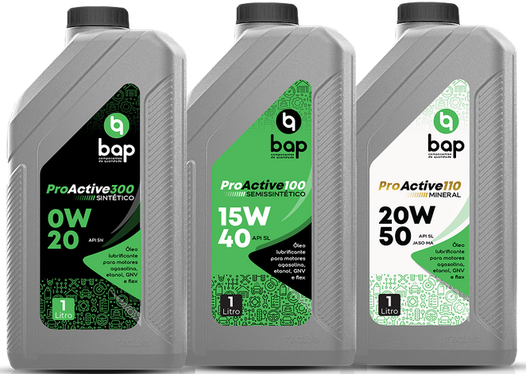 bap
componentes
de qualidade
ProActive300
SINTÉTICO
0W
20
API SN
Óleo
lubrificante
para motores
agasolina,
etanol, GNV
e flex
1
Litro
bap
componentes
de qualidade
ProActive100
SEMISSINTÉTICO
15W
40
API SL
Óleo
lubrificante
para motores
agasolina,
etanol, GNV
e flex
1
Litro
bap
componentes
de qualidade
ProActive110
MINERAL
20W
50
API SL
JASO MA
Óleo
lubrificante
para motores
agasolina,
etanol, GNV
e flex
1
Litro